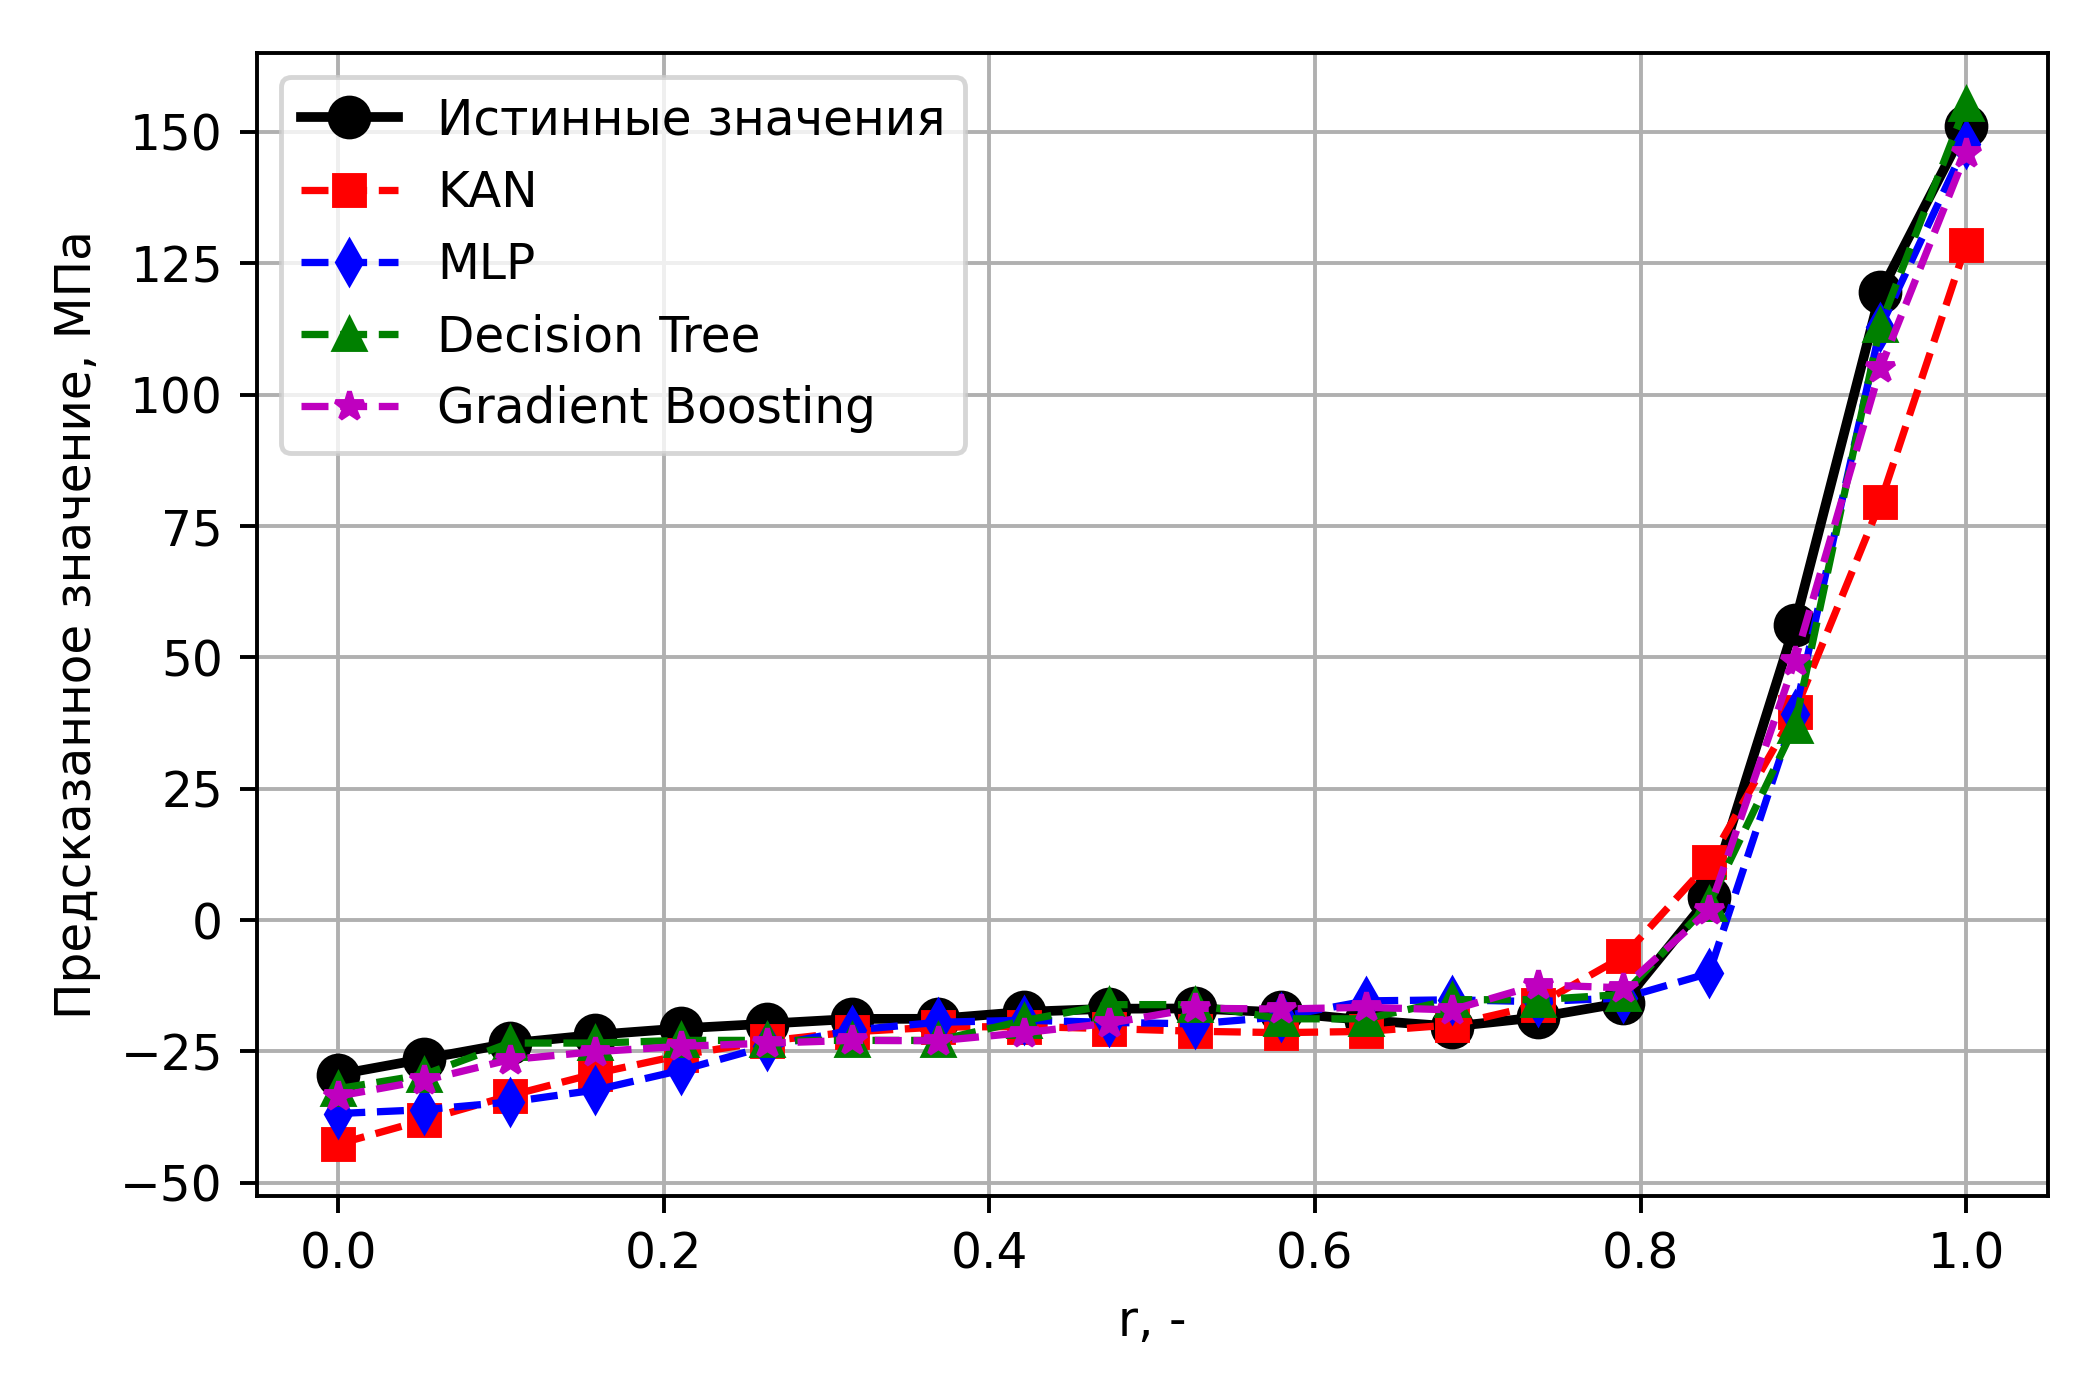 Истинные значения
KAN
MLP
Decision Tree
Gradient Boosting
Предсказанное значение, МПа
150
125
100
75
50
25
0
−25
−50
0.0 0.2 0.4 0.6 0.8 1.0
r, -